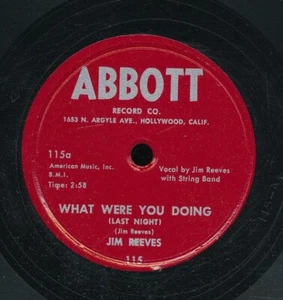 ABBOTT
RECORD CO.
1653 N. ARGYLE AVE., HOLLYWOOD, CALIF.
115a
American Music, Inc.
B.M.I.
Time: 2:58
Vocal by Jim Reeves
with String Band
WHAT WERE YOU DOING
(LAST NIGHT)
(Jim Reeves)
JIM REEVES
115